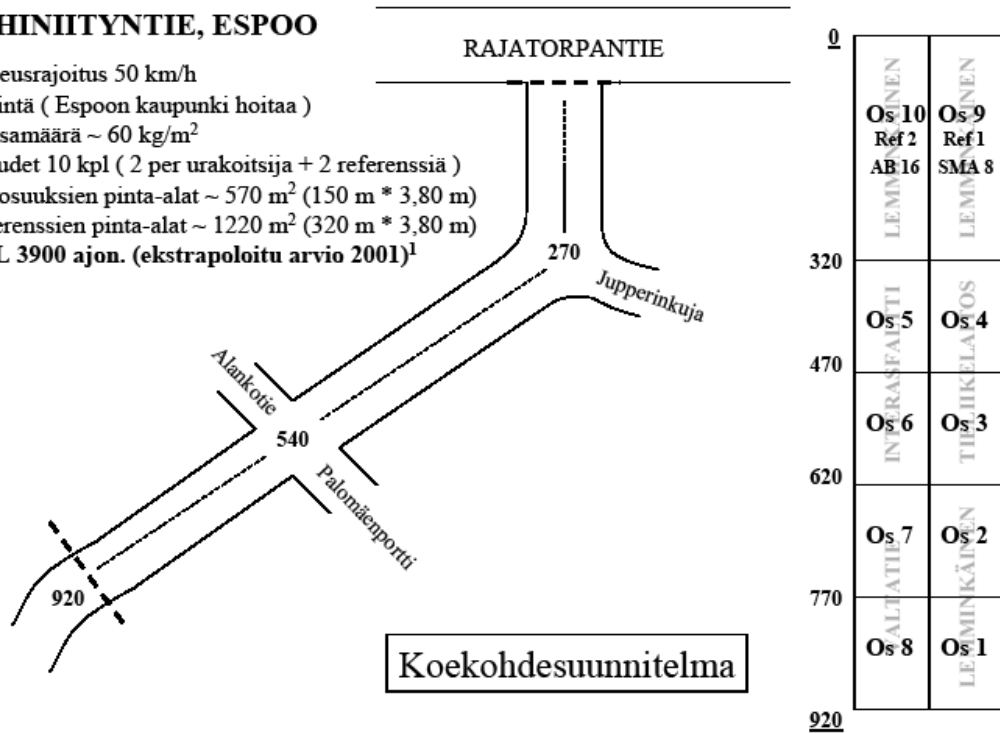 HINIITYNTIE, ESPOO
eusrajoitus 50 km/h
intä ( Espoon kaupunki hoitaa )
samäärä ~ 60 kg/m²
udet 10 kpl ( 2 per urakoitsija + 2 referenssiä )
osuuksien pinta-alat ~ 570 m² (150 m * 3,80 m)
erenssien pinta-alat ~ 1220 m² (320 m * 3,80 m)
L 3900 ajon. (ekstrapoloitu arvio 2001)¹
RAJATORPANTIE
270
Jupperinkuja
Alankotie
540
Palomäenportti
920
Koekohdesuunnitelma
0
320
470
620
770
920
LEMMINKÄINEN
Os 10
Ref 2
AB 16
LEMMINKÄINEN
Os 9
Ref 1
SMA 8
INTERASFALTTI
Os 5
Os 6
TIELIIKELAITOS
Os 4
Os 3
VALTATIE
Os 7
Os 8
LEMMINKÄINEN
Os 2
Os 1